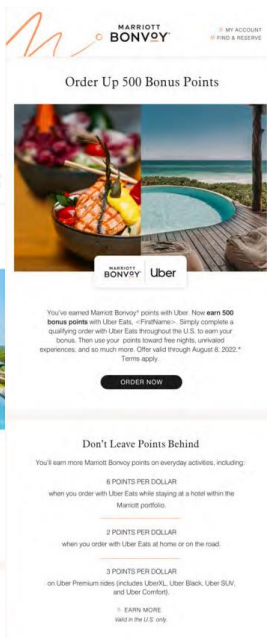 MARRIOTT
BONVOY
MY ACCOUNT
FIND & RESERVE
Order Up 500 Bonus Points
MARRIOTT
BONVOY
Uber
You've earned Marriott Bonvoy® points with Uber. Now earn 500
bonus points with Uber Eats, <FirstName>. Simply complete a
qualifying order with Uber Eats throughout the U.S. to earn your
bonus. Then use your points toward free nights, unrivaled
experiences, and so much more. Offer valid through August 8, 2022.*
Terms apply.
ORDER NOW
Don't Leave Points Behind
You'll earn more Marriott Bonvoy points on everyday activities, including:
6 POINTS PER DOLLAR
when you order with Uber Eats while staying at a hotel within the
Marriott portfolio.
2 POINTS PER DOLLAR
when you order with Uber Eats at home or on the road.
3 POINTS PER DOLLAR
on Uber Premium rides (includes UberXL, Uber Black, Uber SUV,
and Uber Comfort).
EARN MORE
Valid in the U.S. only.